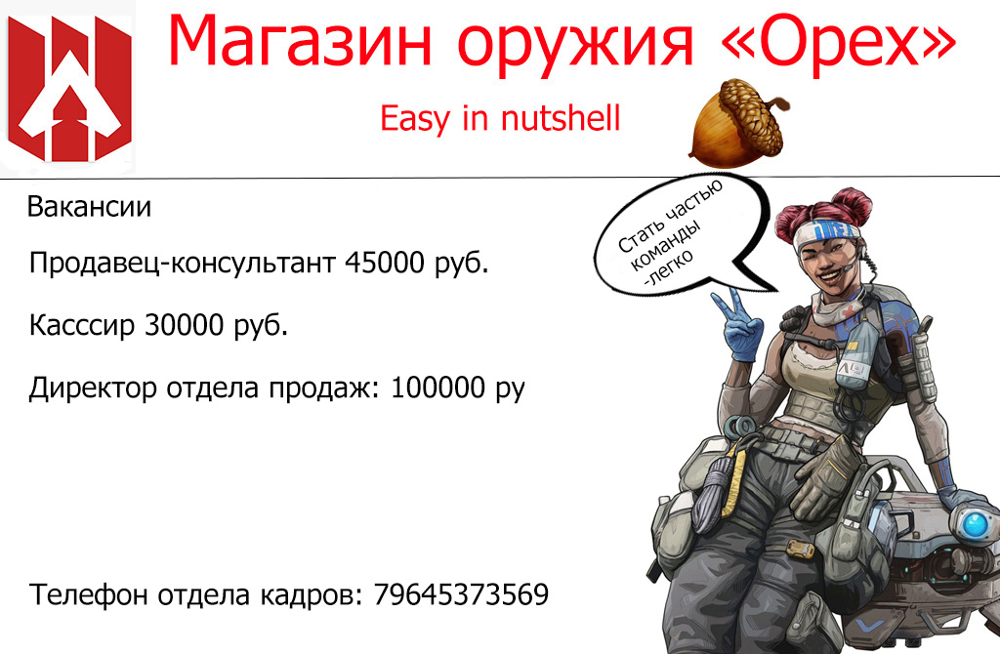 Магазин оружия «Орех»
Easy in nutshell
Вакансии
Стать частью
команды
-легко
Продавец-консультант 45000 руб.
Касссир 30000 руб.
Директор отдела продаж: 100000 ру
Телефон отдела кадров: 79645373569